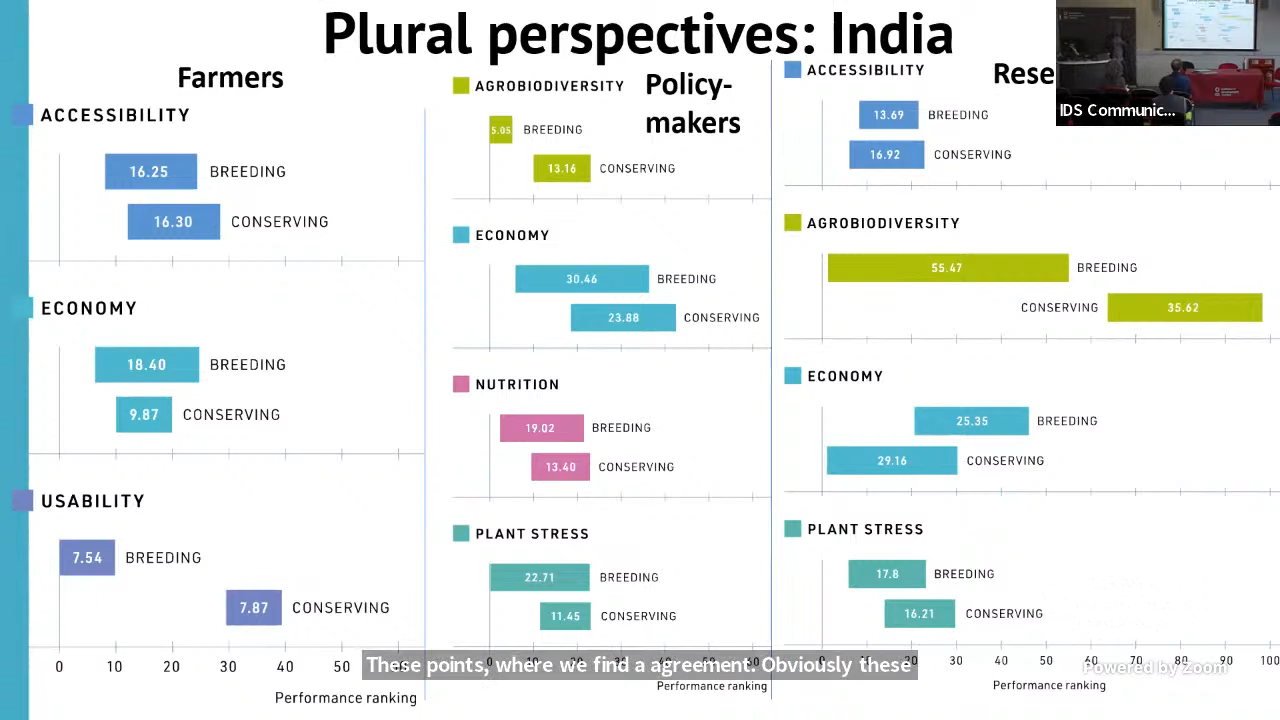 Plural perspectives: India
Farmers
ACCESSIBILITY
16.25 BREEDING
16.30 CONSERVING
ECONOMY
18.40 BREEDING
9.87 CONSERVING
USABILITY
7.54 BREEDING
7.87 CONSERVING
0 10 20 30 40 50 60
Performance ranking
Policy-
makers
AGROBIODIVERSITY
5.05 BREEDING
13.16 CONSERVING
ECONOMY
30.46 BREEDING
23.88 CONSERVING
NUTRITION
19.02 BREEDING
13.40 CONSERVING
PLANT STRESS
22.71 BREEDING
11.45 CONSERVING
Performance ranking
Rese
ACCESSIBILITY
13.69 BREEDING
16.92 CONSERVING
AGROBIODIVERSITY
55.47 BREEDING
CONSERVING 35.62
ECONOMY
25.35 BREEDING
29.16 CONSERVING
PLANT STRESS
17.8 BREEDING
16.21 CONSERVING
30 40 50 60 70 80 90 100
Performance ranking
IDS Communic...
These points, where we find a agreement. Obviously these
Powered by Zoom